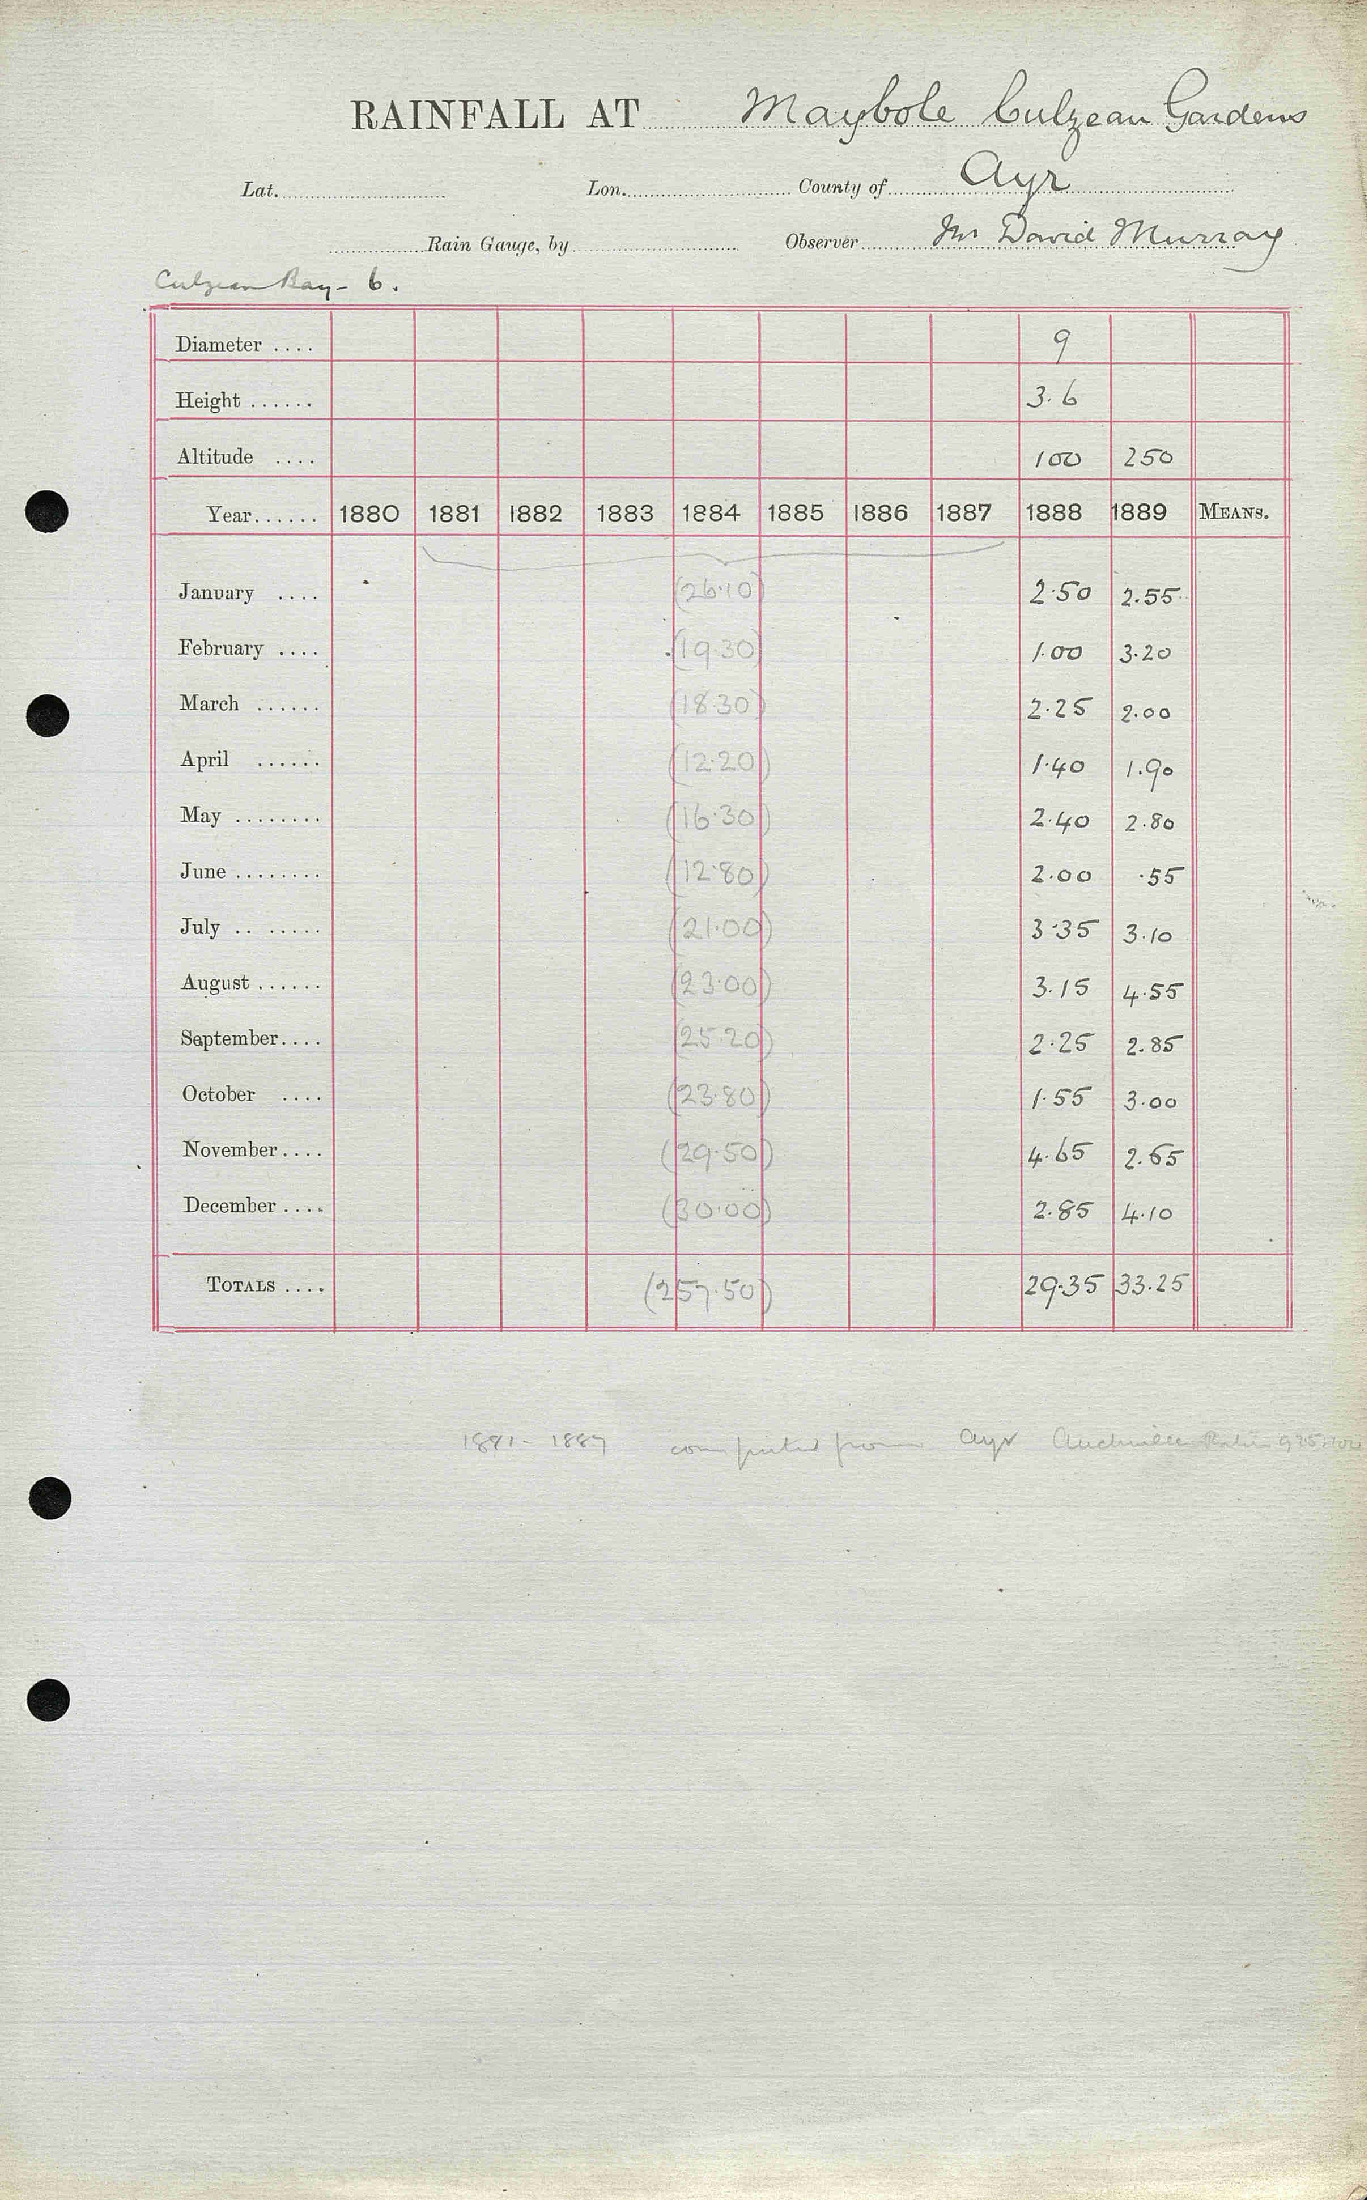 RAINFALL AT Maybole Culzean Gardens
Lat. Lon. County of Ayr
Rain Gauge, by Observer Mr David Murray
Culzean Bay - 6.
Diameter .... 9
Height ...... 3.6
Altitude .... 100 250
Year...... 1880 1881 1882 1883 1884 1885 1886 1887 1888 1889 MEANS.
January .... (26.10) 2.50 2.55
February .... (19.30) 1.00 3.20
March ...... (18.30) 2.25 2.00
April ...... (12.20) 1.40 1.90
May ........ (16.30) 2.40 2.80
June ........ (12.80) 2.00 .55
July .. ...... (21.00) 3.35 3.10
August ...... (23.00) 3.15 4.55
September.... (25.20) 2.25 2.85
October .... (23.80) 1.55 3.00
November.... (29.50) 4.65 2.65
December.... (30.00) 2.85 4.10
TOTALS .... (257.50) 29.35 33.25
1881 - 1887 computed from Ayr